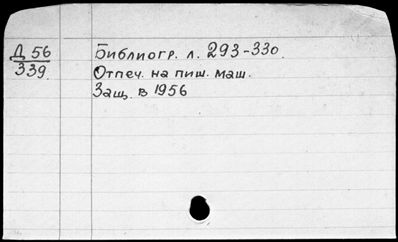 Д 56
339.
Библиогр. л. 293-330.
Отпеч. на пиш. маш.
Защ. в 1956